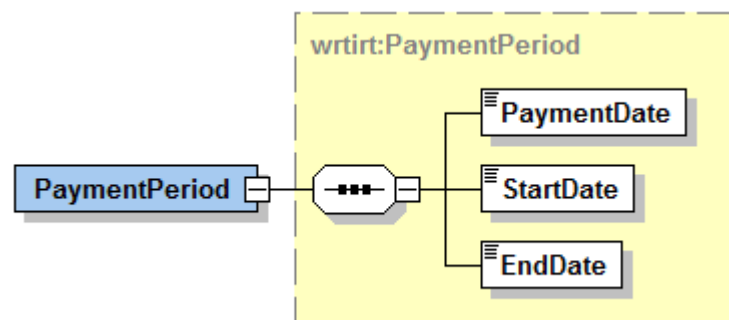 wrtirt:PaymentPeriod
PaymentDate
PaymentPeriod
StartDate
EndDate